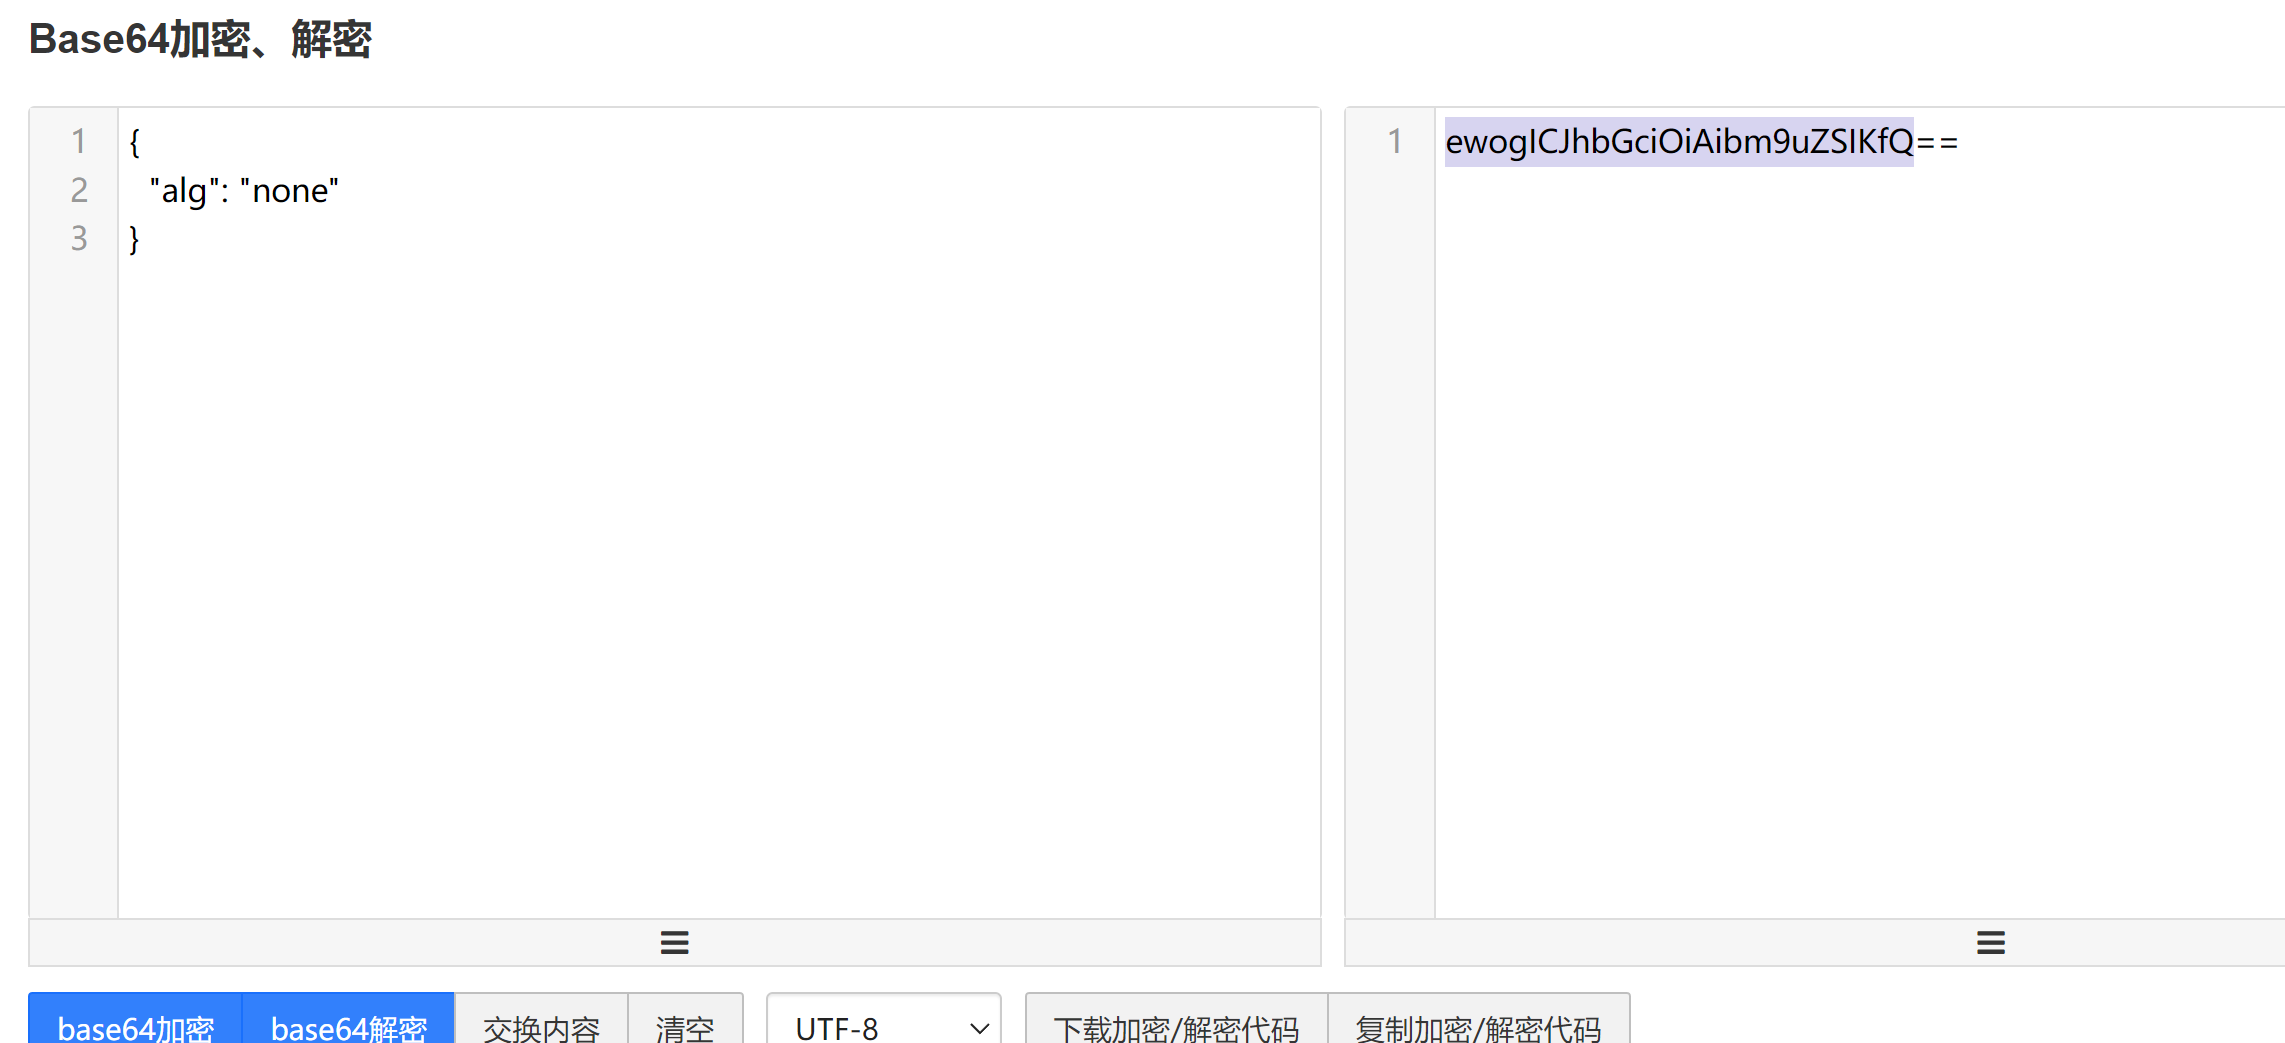 Base64加密、解密
1 {
2 "alg": "none"
3 }
1 ewogICJhbGciOiAibm9uZSIKfQ==
base64加密 base64解密 交换内容 清空 UTF-8 下载加密/解密代码 复制加密/解密代码